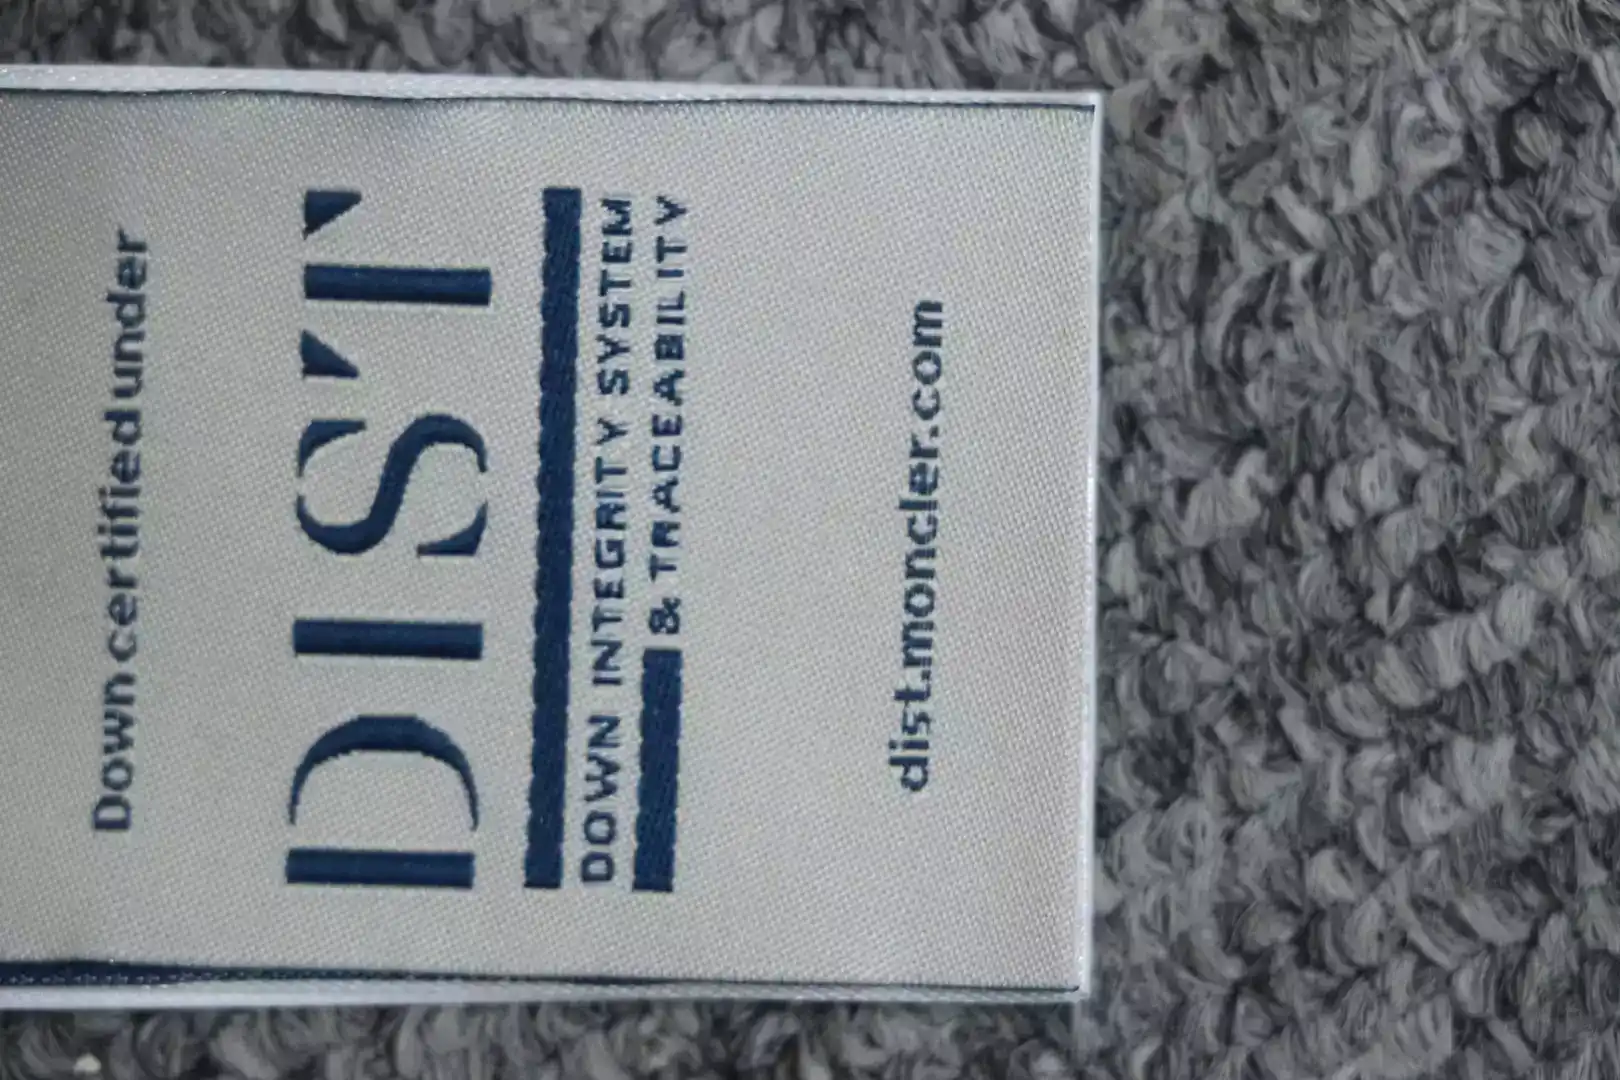 Down certified under
DIST
DOWN INTEGRITY SYSTEM
& TRACEABILITY
dist.moncler.com